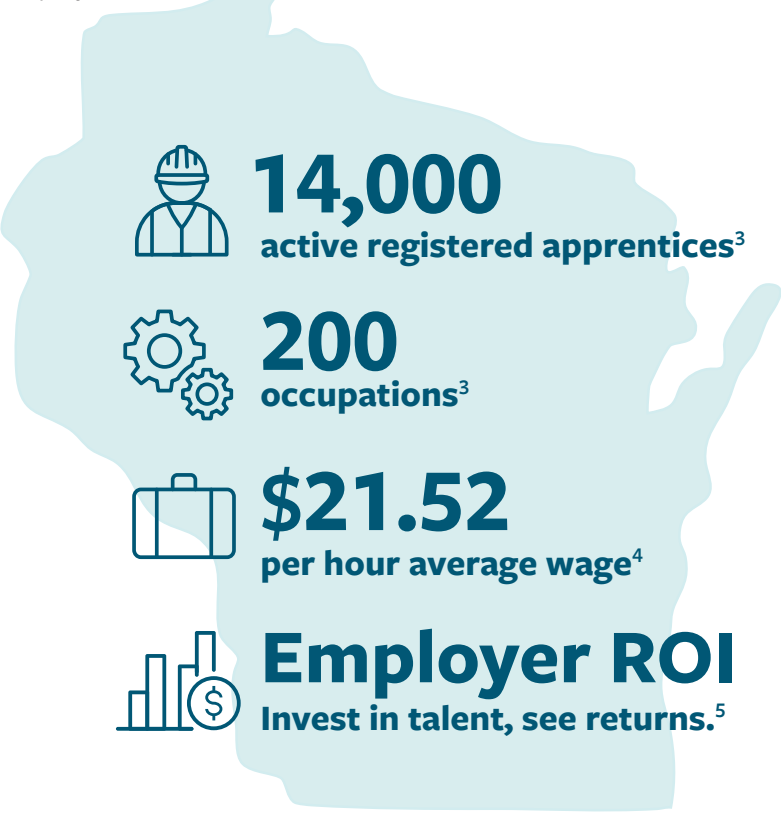 14,000
active registered apprentices³
200
occupations³
$21.52
per hour average wage⁴
Employer ROI
Invest in talent, see returns.⁵